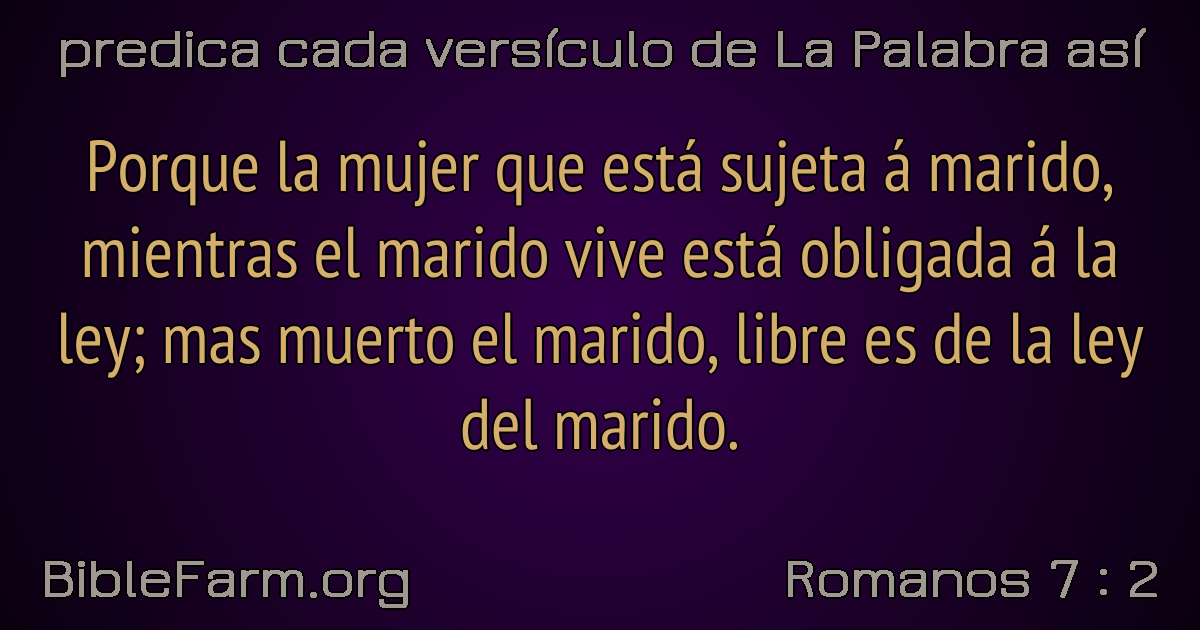 predica cada versículo de La Palabra así
Porque la mujer que está sujeta á marido,
mientras el marido vive está obligada á la
ley; mas muerto el marido, libre es de la ley
del marido.
BibleFarm.org
Romanos 7 : 2